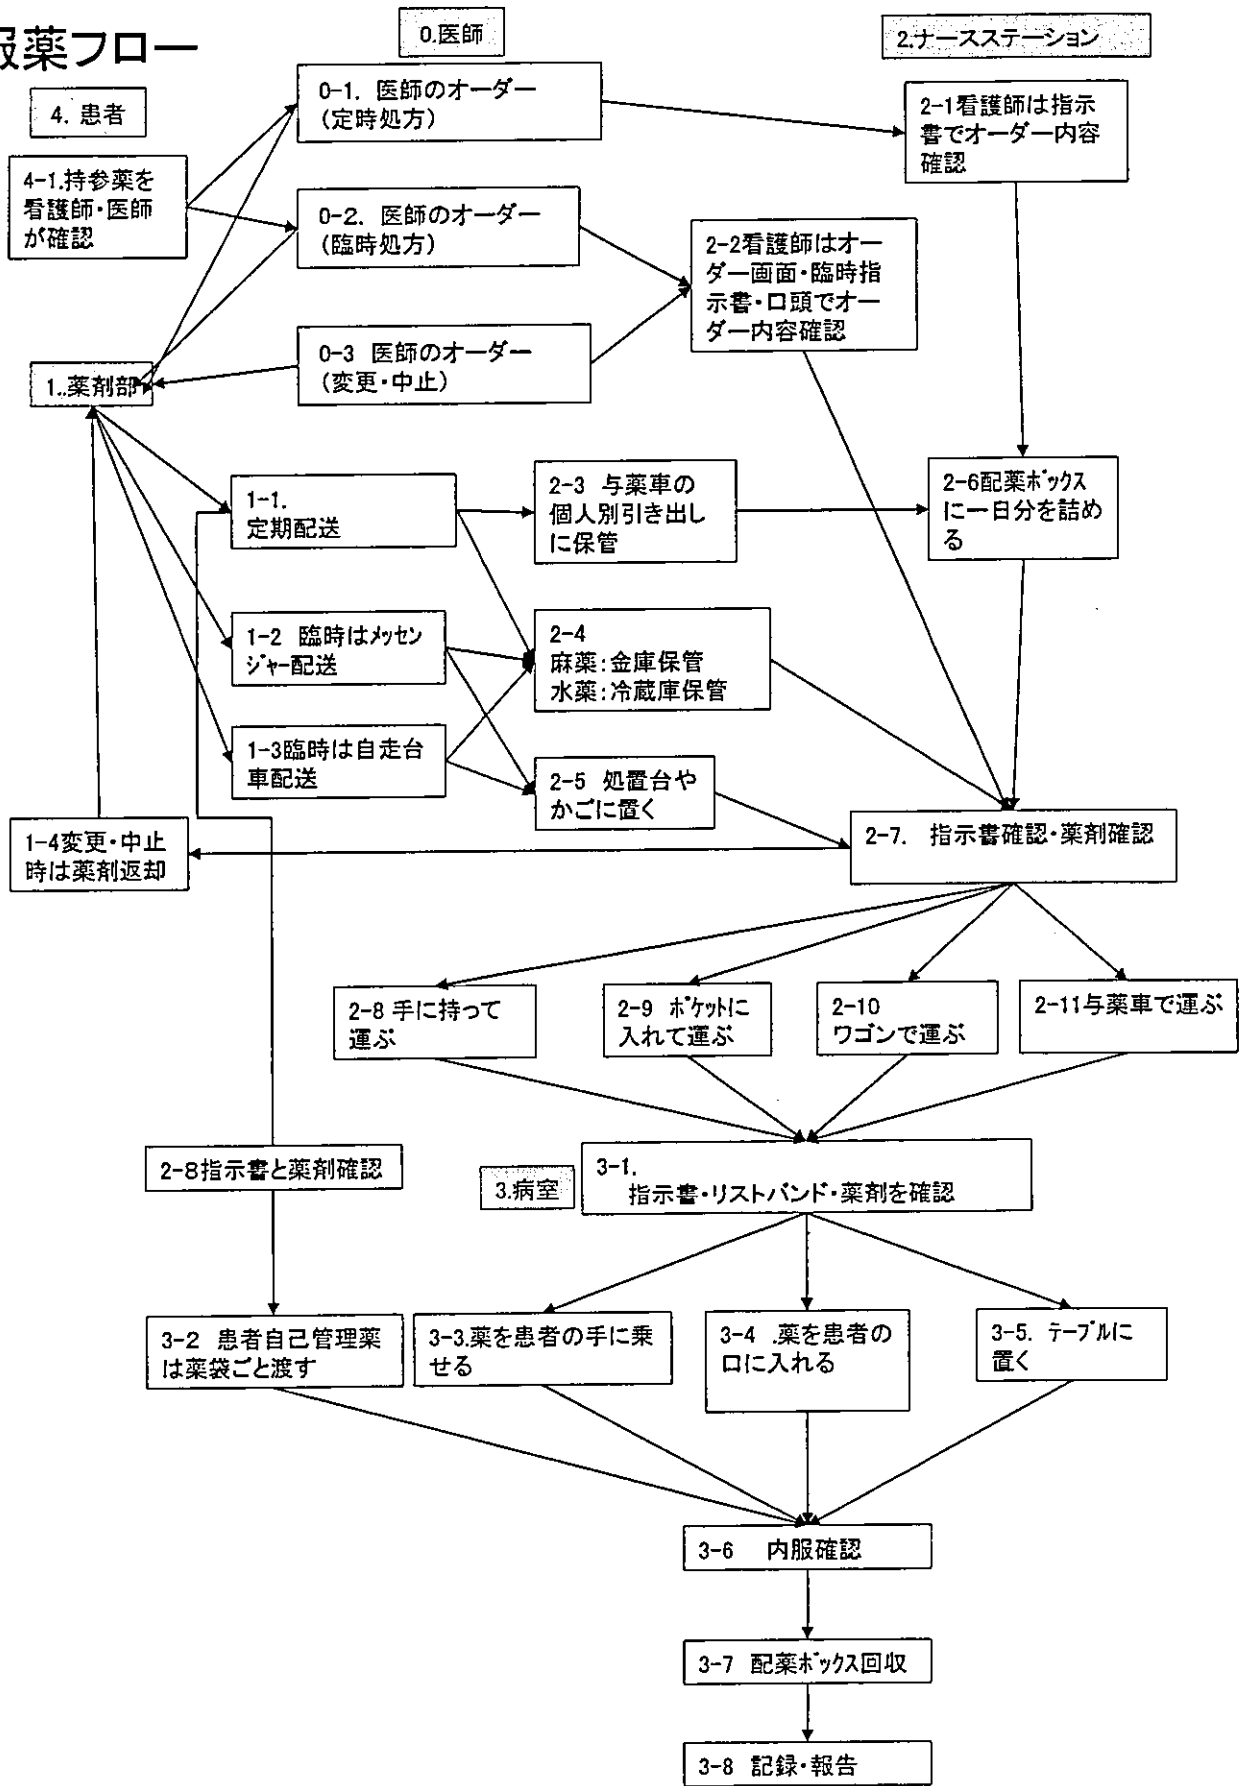 服薬フロー
0.医師
2.ナースステーション
4. 患者
0-1. 医師のオーダー
(定時処方)
2-1看護師は指示
書でオーダー内容
確認
4-1.持参薬を
看護師・医師
が確認
0-2. 医師のオーダー
(臨時処方)
2-2看護師はオー
ダー画面・臨時指
示書・口頭でオー
ダー内容確認
0-3 医師のオーダー
(変更・中止)
1..薬剤部
1-1.
定期配送
2-3 与薬車の
個人別引き出し
に保管
2-6配薬ボックス
に一日分を詰め
る
1-2 臨時はメッセン
ジャー配送
2-4
麻薬:金庫保管
水薬:冷蔵庫保管
1-3臨時は自走台
車配送
2-5 処置台や
かごに置く
1-4変更・中止
時は薬剤返却
2-7. 指示書確認・薬剤確認
2-8 手に持って
運ぶ
2-9 ポケットに
入れて運ぶ
2-10
ワゴンで運ぶ
2-11与薬車で運ぶ
2-8指示書と薬剤確認
3.病室
3-1.
指示書・リストバンド・薬剤を確認
3-2 患者自己管理薬
は薬袋ごと渡す
3-3.薬を患者の手に乗
せる
3-4 .薬を患者の
口に入れる
3-5. テーブルに
置く
3-6 内服確認
3-7 配薬ボックス回収
3-8 記録・報告